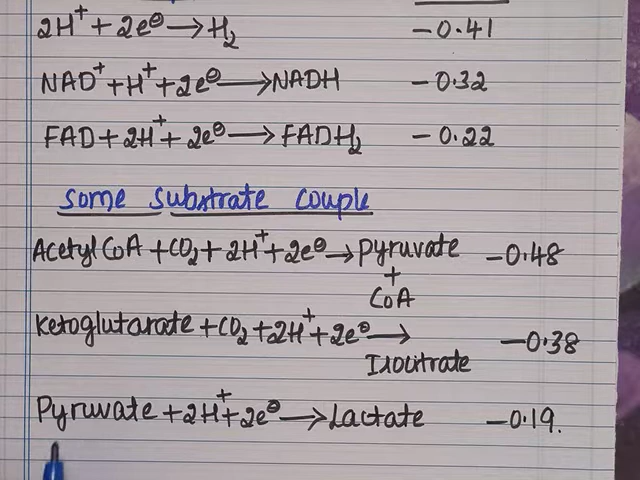 2H⁺ + 2e⊖ → H₂ -0.41
NAD⁺ + H⁺ + 2e⊖ → NADH -0.32
FAD + 2H⁺ + 2e⊖ → FADH₂ -0.22
some substrate couple
Acetyl CoA + CO₂ + 2H⁺ + 2e⊖ → pyruvate -0.48
+
CoA
Ketoglutarate + CO₂ + 2H⁺ + 2e⊖ →
Isocitrate -0.38
Pyruvate + 2H⁺ + 2e⊖ → Lactate -0.19.